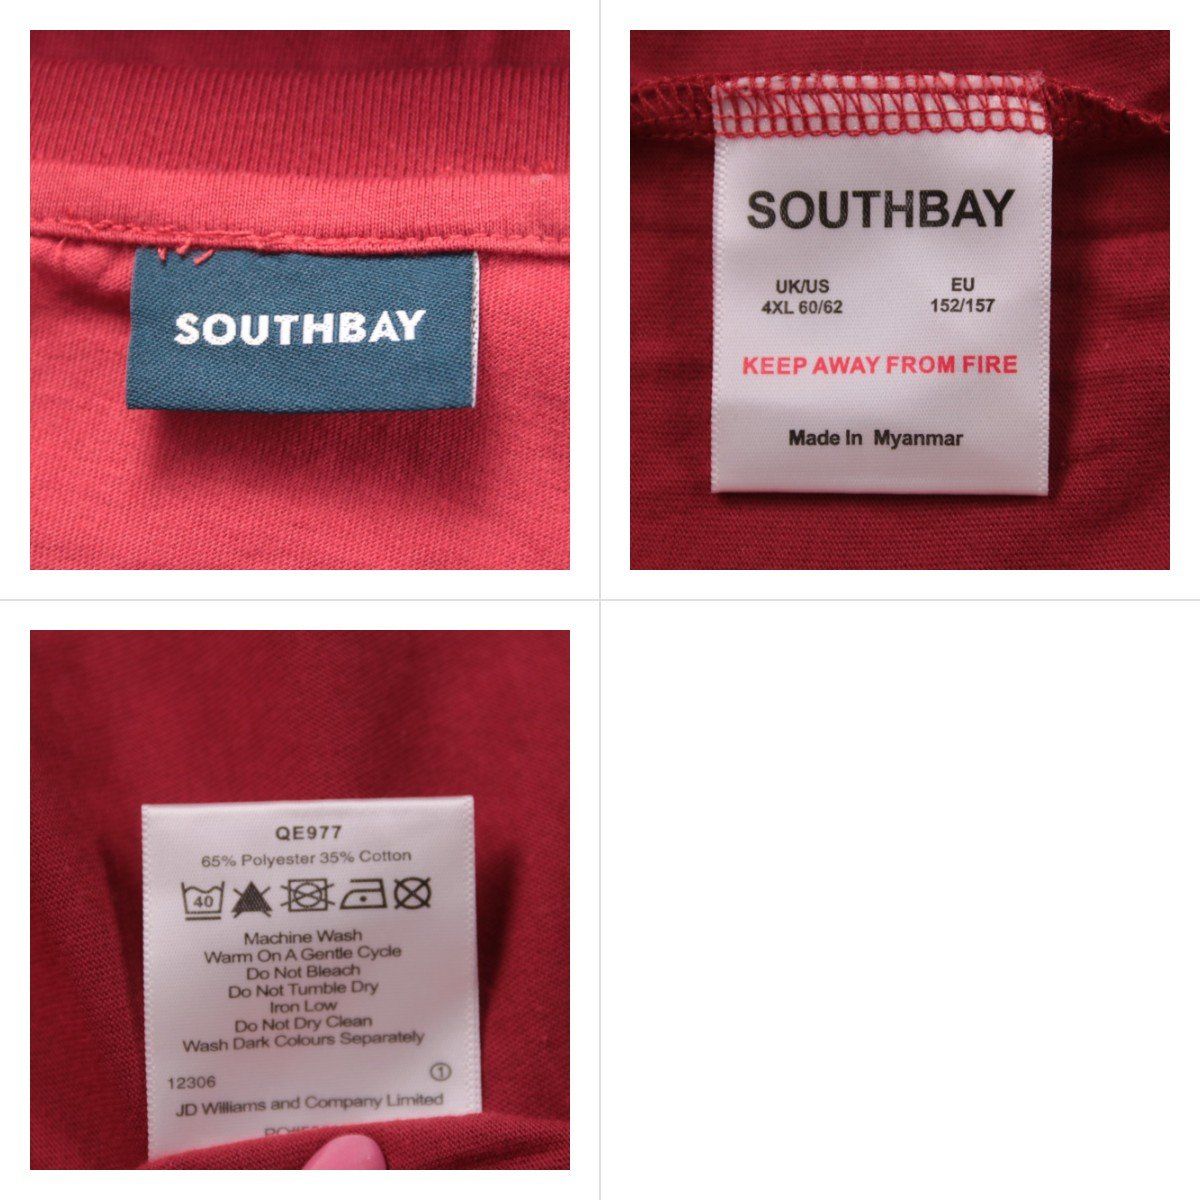 SOUTHBAY
SOUTHBAY
UK/US EU
4XL 60/62 152/157
KEEP AWAY FROM FIRE
Made In Myanmar
QE977
65% Polyester 35% Cotton
40
Machine Wash
Warm On A Gentle Cycle
Do Not Bleach
Do Not Tumble Dry
Iron Low
Do Not Dry Clean
Wash Dark Colours Separately
12306 1
JD Williams and Company Limited